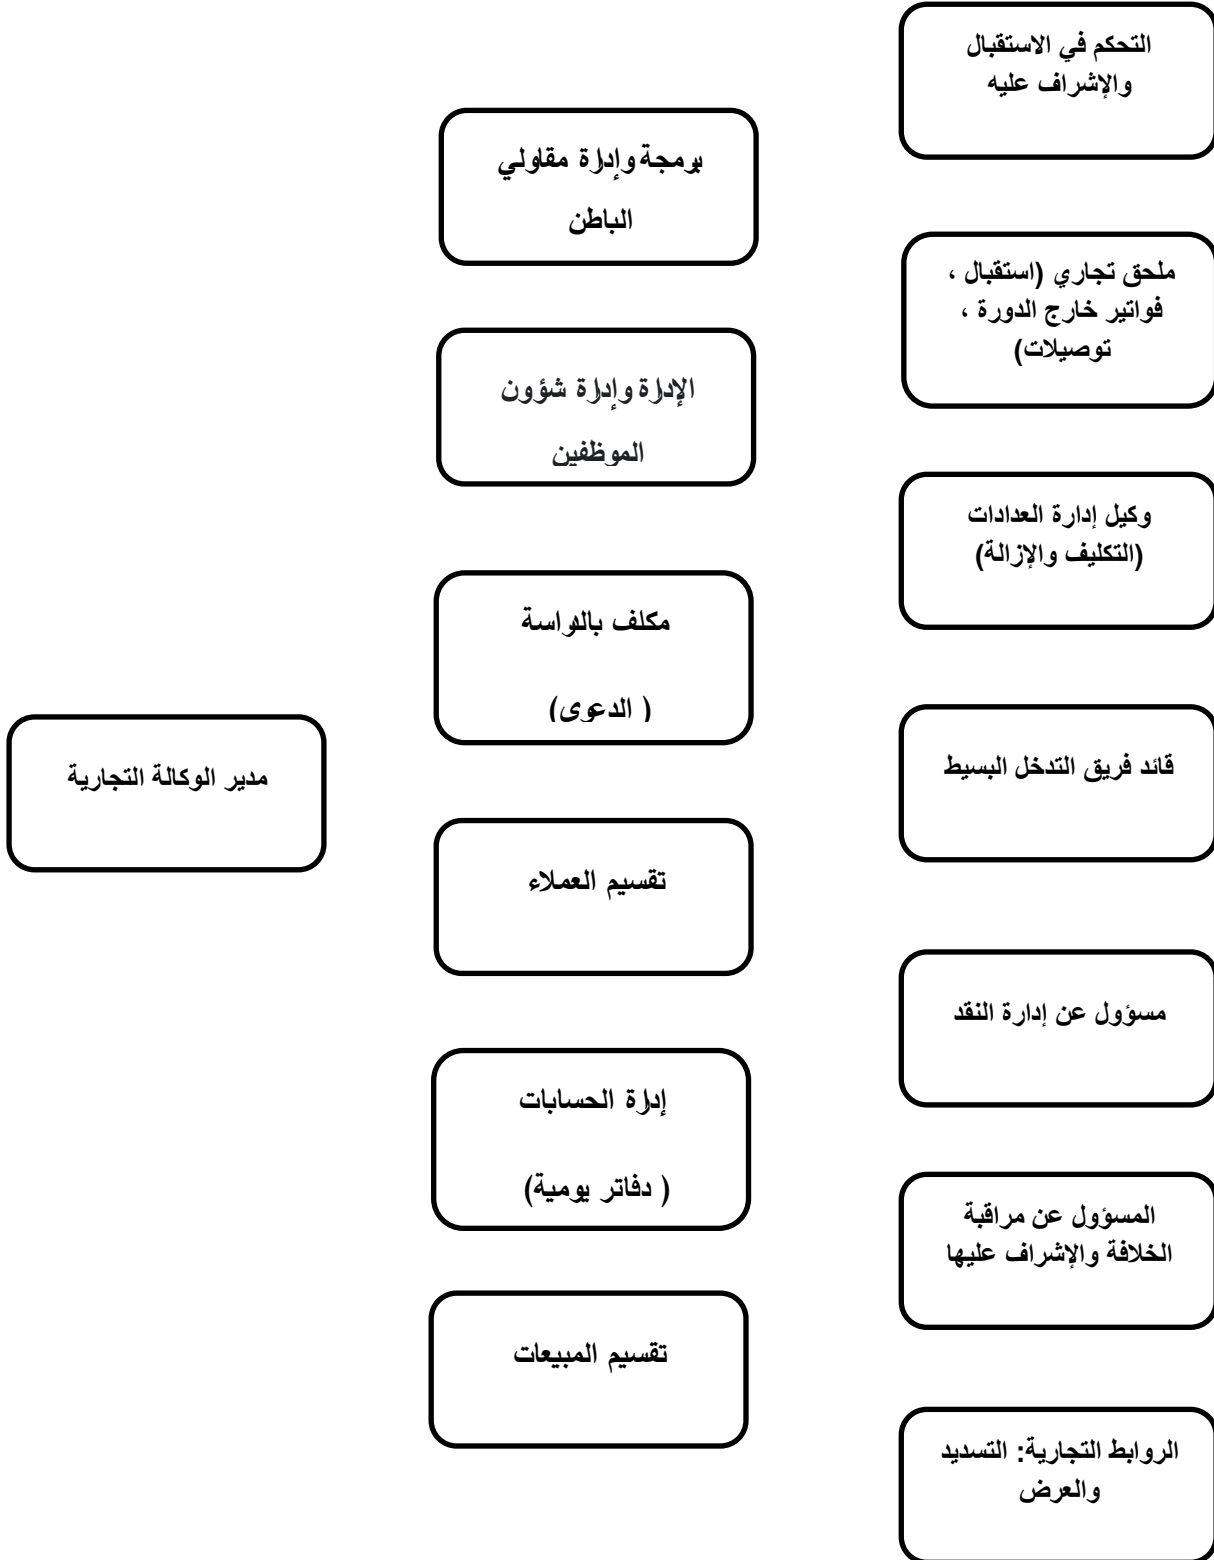 التحكم في الاستقبال
والإشراف عليه
ملحق تجاري (استقبال ،
فواتير خارج الدورة ،
توصيلات)
وكيل إدارة العدادات
(التكليف والإزالة)
قائد فريق التدخل البسيط
مسؤول عن إدارة النقد
المسؤول عن مراقبة
الخلافة والإشراف عليها
الروابط التجارية: التسديد
والعرض
برمجة وإدارة مقاولي
الباطن
الإدارة وإدارة شؤون
الموظفين
مكلف بالدراسة
( الدعوى)
تقسيم العملاء
إدارة الحسابات
( دفاتر يومية)
تقسيم المبيعات
مدير الوكالة التجارية